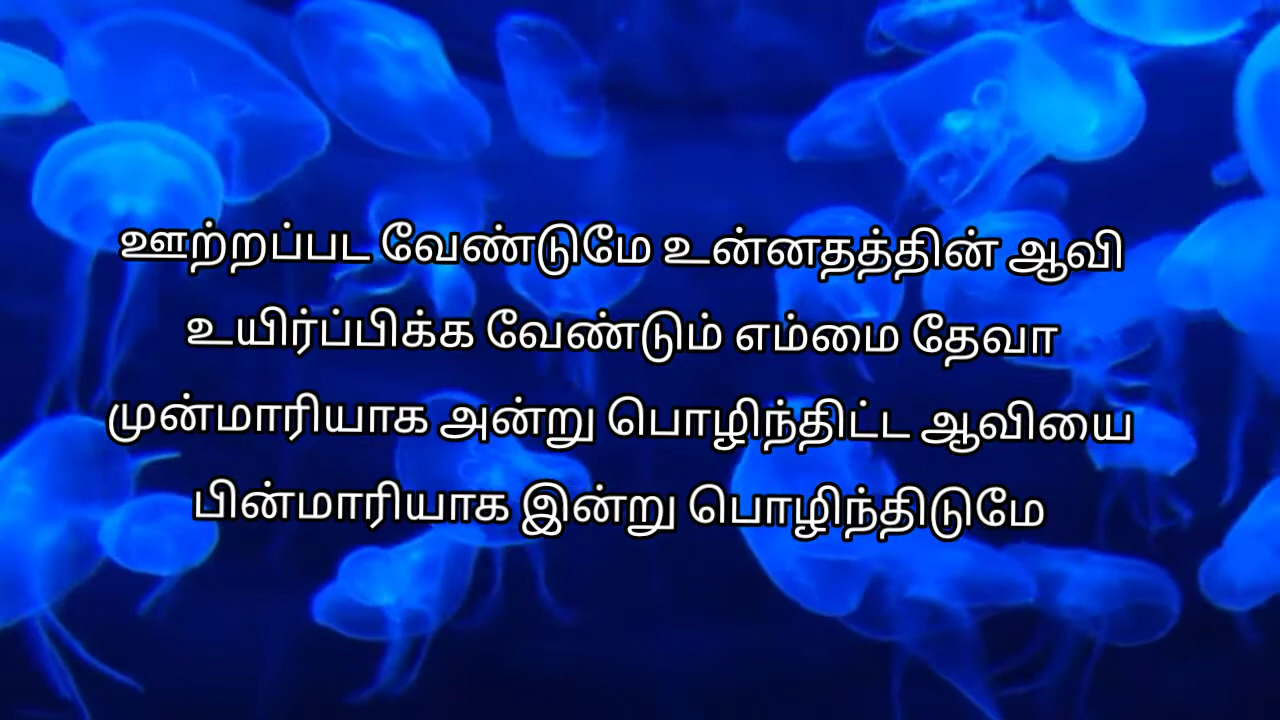 ஊற்றப்பட வேண்டுமே உன்னதத்தின் ஆவி
உயிர்ப்பிக்க வேண்டும் எம்மை தேவா
முன்மாரியாக அன்று பொழிந்திட்ட ஆவியை
பின்மாரியாக இன்று பொழிந்திடுமே